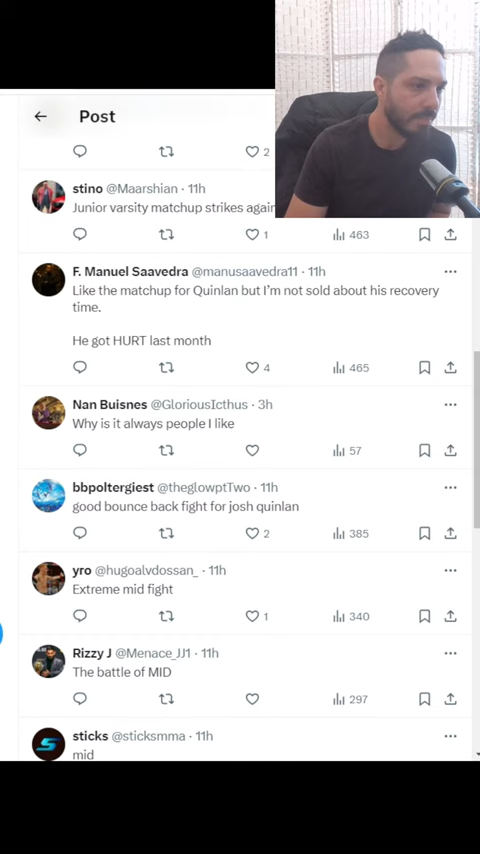 Post
2
stino @Maarshian · 11h
Junior varsity matchup strikes again
1 463
F. Manuel Saavedra @manusaavedra11 · 11h
Like the matchup for Quinlan but I'm not sold about his recovery
time.
He got HURT last month
4 465
Nan Buisnes @GloriousIcthus · 3h
Why is it always people I like
57
bbpoltergiest @theglowptTwo · 11h
good bounce back fight for josh quinlan
2 385
yro @hugoalvdossan_ · 11h
Extreme mid fight
1 340
Rizzy J @Menace_JJ1 · 11h
The battle of MID
297
sticks @sticksmma · 11h
mid